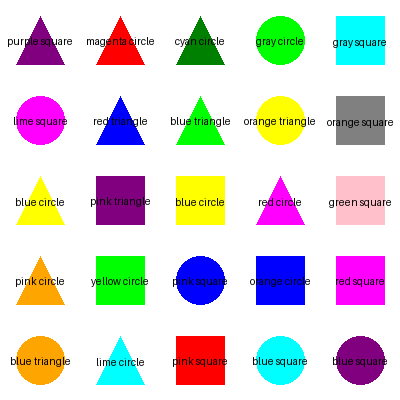 purple square magenta circle cyan circle gray circle gray square
lime square red triangle blue triangle orange triangle orange square
blue circle pink triangle blue circle red circle green square
pink circle yellow circle pink square orange circle red square
blue triangle lime circle pink square blue square blue square